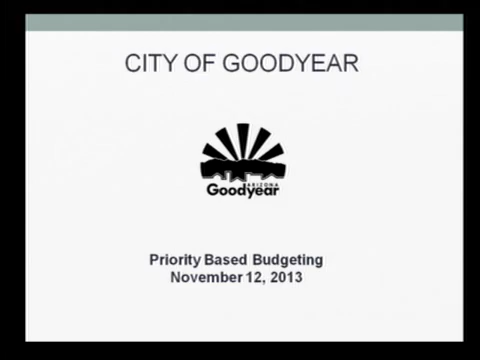 CITY OF GOODYEAR
ARIZONA
Goodyear
Priority Based Budgeting
November 12, 2013